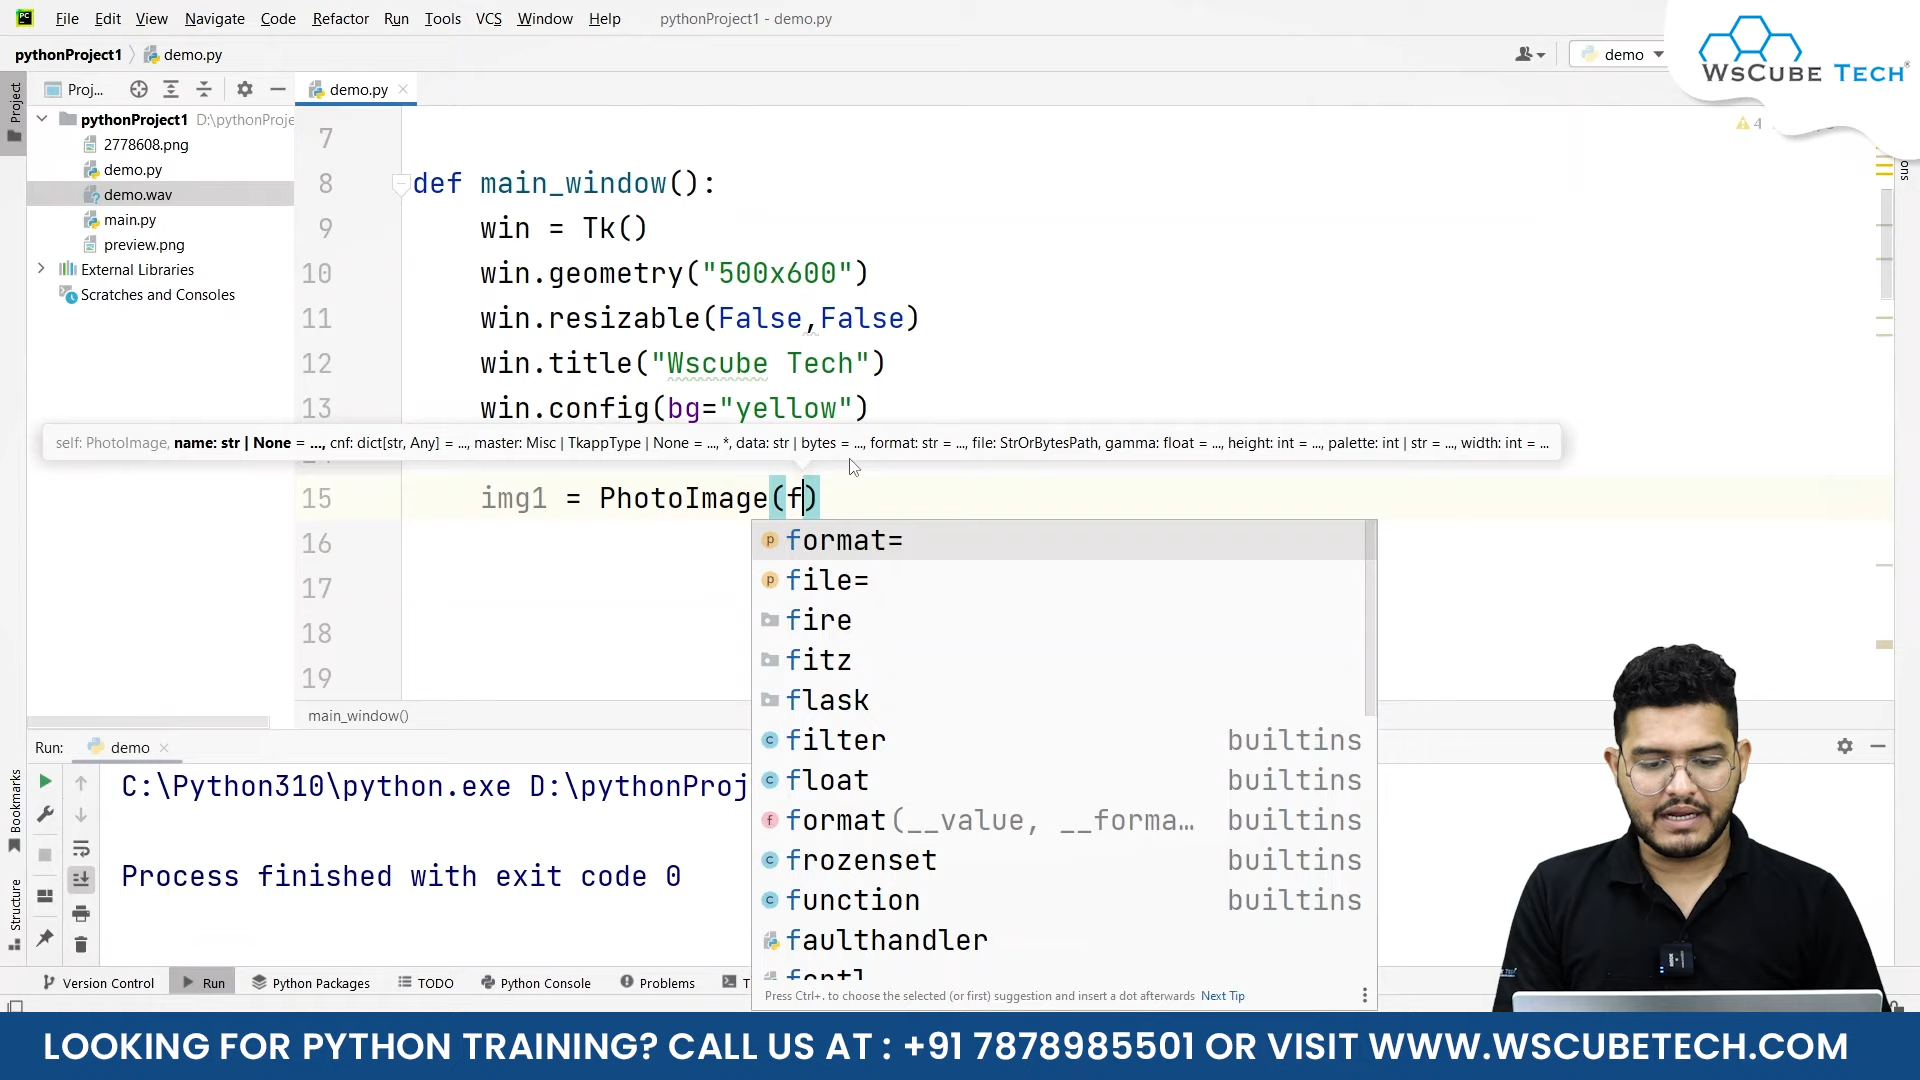 File Edit View Navigate Code Refactor Run Tools VCS Window Help pythonProject1 - demo.py
pythonProject1 demo.py demo
WsCube Tech®
Project Proj... demo.py
pythonProject1 D:\pythonProje
2778608.png
demo.py
demo.wav
main.py
preview.png
External Libraries
Scratches and Consoles
4
7
8 def main_window():
9 win = Tk()
10 win.geometry("500x600")
11 win.resizable(False,False)
12 win.title("Wscube Tech")
13 win.config(bg="yellow")
self: PhotoImage, name: str | None = ..., cnf: dict[str, Any] = ..., master: Misc | TkappType | None = ..., *, data: str | bytes = ..., format: str = ..., file: StrOrBytesPath, gamma: float = ..., height: int = ..., palette: int | str = ..., width: int = ...
15 img1 = PhotoImage(f)
16
17
18
19
format=
file=
fire
fitz
flask
filter builtins
float builtins
format(__value, __forma... builtins
frozenset builtins
function builtins
faulthandler
Press Ctrl+. to choose the selected (or first) suggestion and insert a dot afterwards Next Tip
main_window()
Run: demo
C:\Python310\python.exe D:\pythonProj
Process finished with exit code 0
Bookmarks
Structure
Version Control Run Python Packages TODO Python Console Problems
LOOKING FOR PYTHON TRAINING? CALL US AT : +91 7878985501 OR VISIT WWW.WSCUBETECH.COM